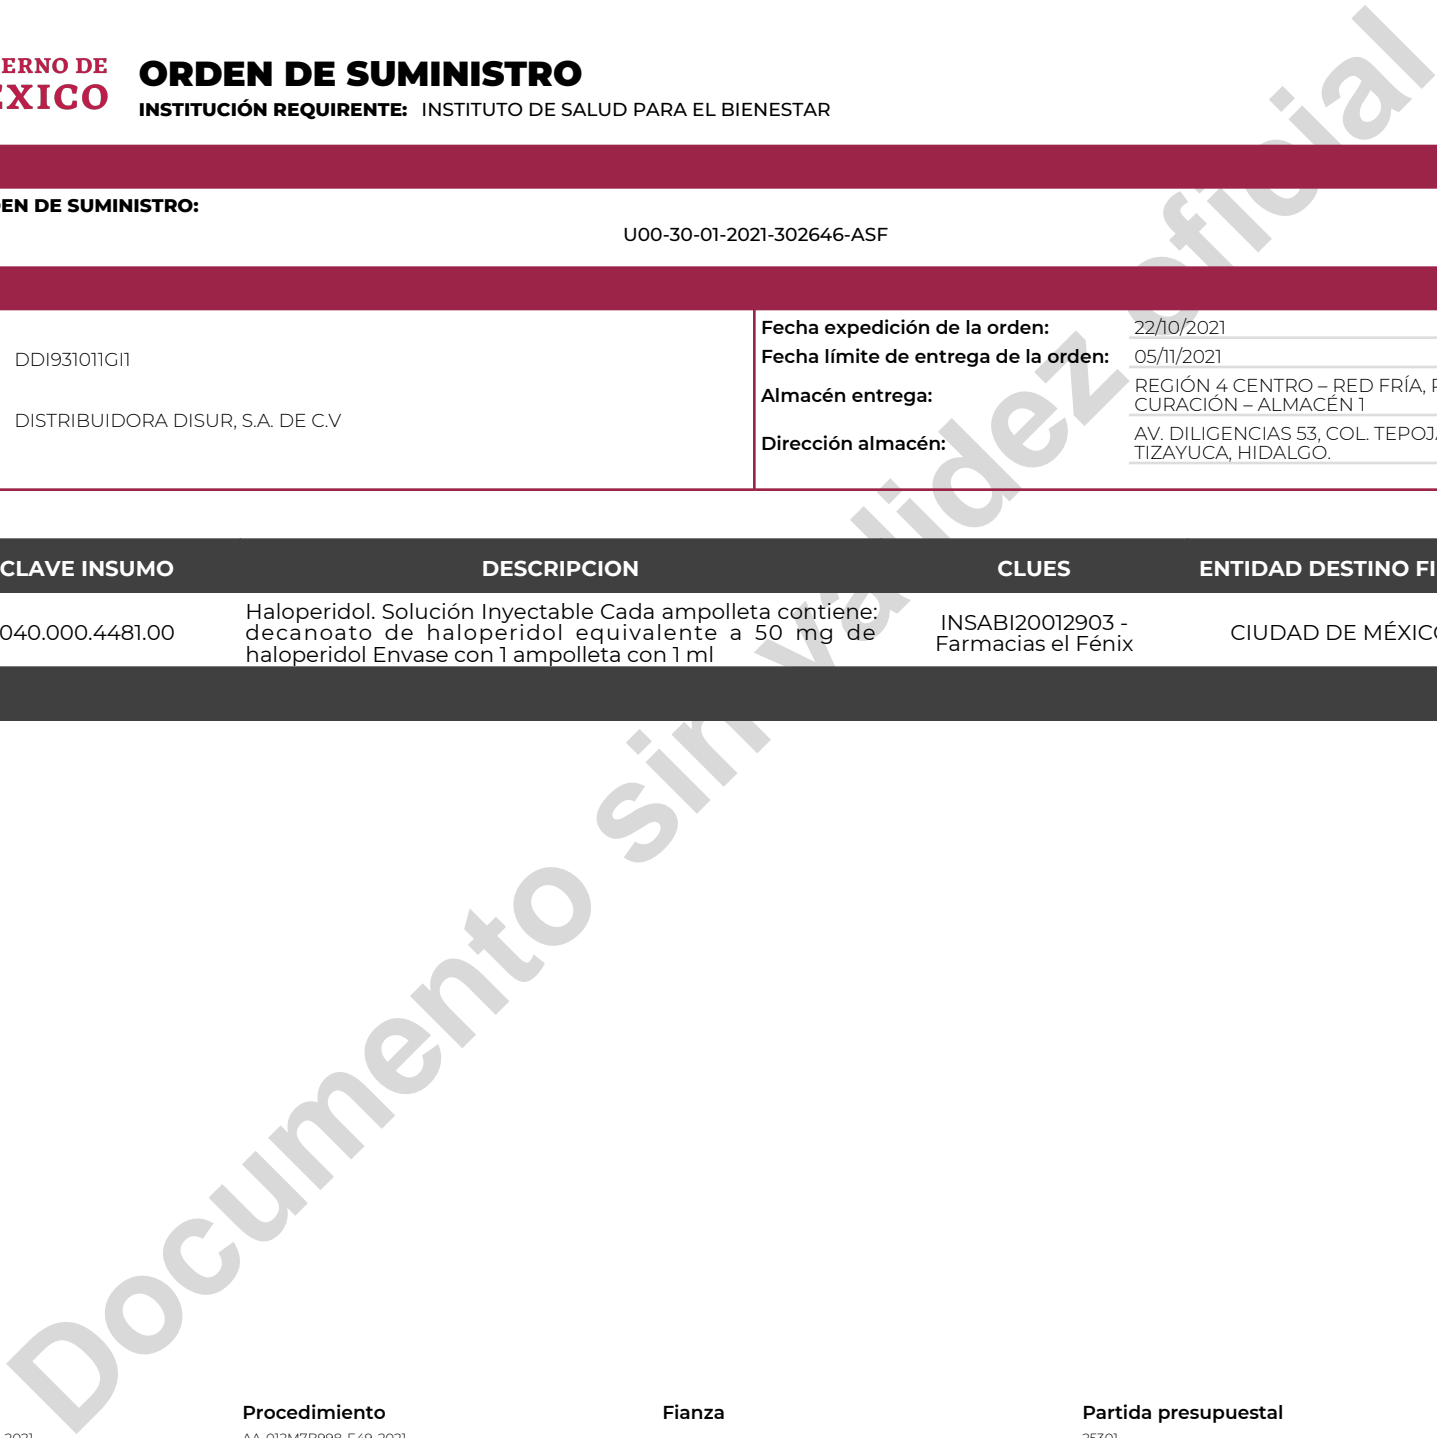 ERNO DE
ORDEN DE SUMINISTRO
INSTITUCIÓN REQUIRENTE: INSTITUTO DE SALUD PARA EL BIENESTAR
EN DE SUMINISTRO:
U00-30-01-2021-302646-ASF
DDI931011GI1
DISTRIBUIDORA DISUR, S.A. DE C.V
Fecha expedición de la orden: 22/10/2021
Fecha límite de entrega de la orden: 05/11/2021
Almacén entrega: REGIÓN 4 CENTRO – RED FRÍA,
CURACIÓN – ALMACÉN 1
Dirección almacén: AV. DILIGENCIAS 53, COL. TEPOJ
TIZAYUCA, HIDALGO.
CLAVE INSUMO DESCRIPCION CLUES ENTIDAD DESTINO FI
040.000.4481.00
Haloperidol. Solución Inyectable Cada ampolleta contiene:
decanoato de haloperidol equivalente a 50 mg de
haloperidol Envase con 1 ampolleta con 1 ml
INSABI20012903 -
Farmacias el Fénix
CIUDAD DE MÉXICO
Documento sin validez oficial
Procedimiento Fianza Partida presupuestal